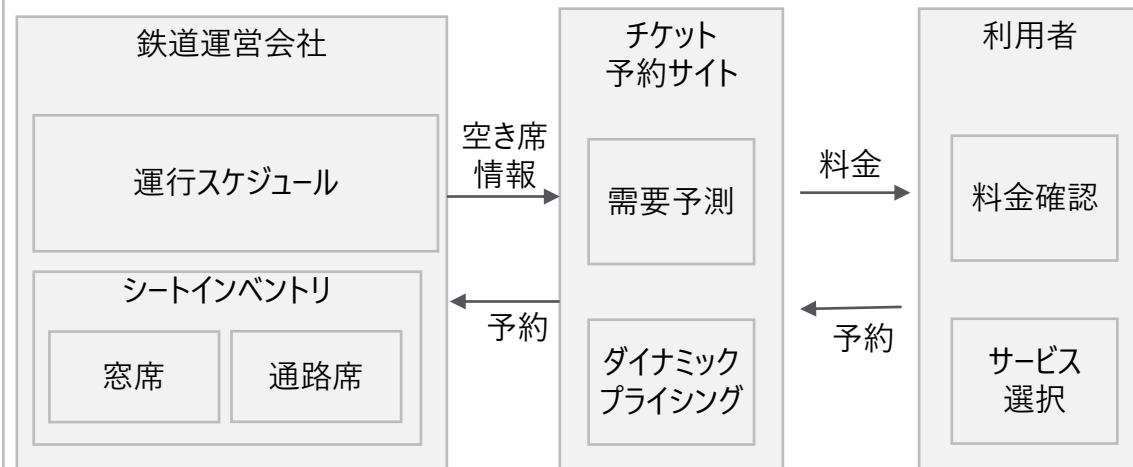 鉄道運営会社
運行スケジュール
シートインベントリ
窓席
通路席
空き席
情報
予約
チケット
予約サイト
需要予測
ダイナミック
プライシング
料金
予約
利用者
料金確認
サービス
選択